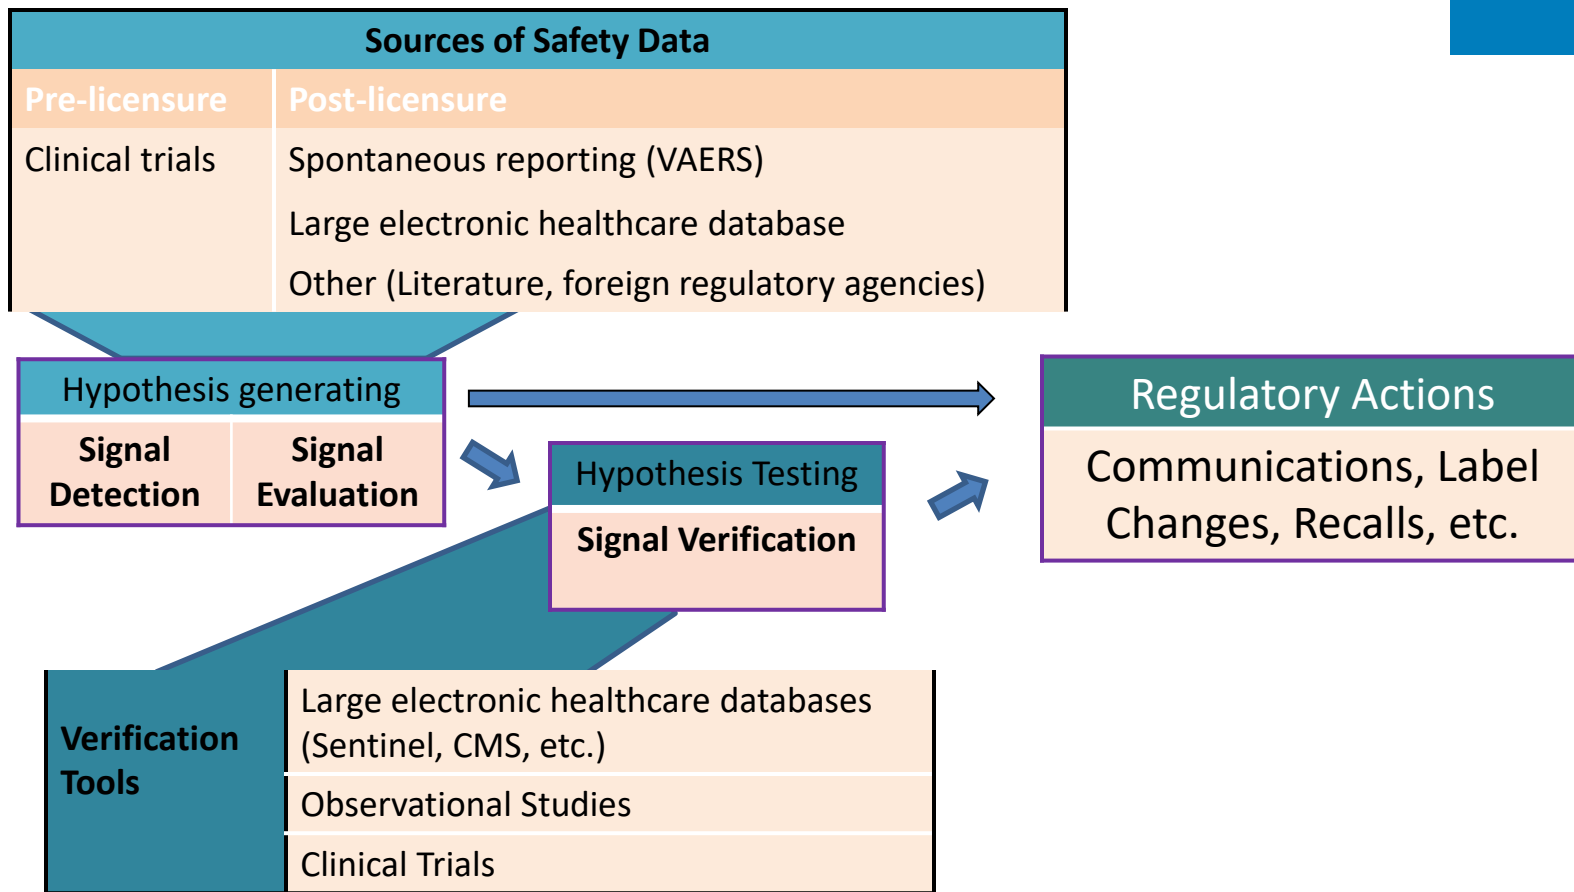 Sources of Safety Data
Pre-licensure
Post-licensure
Clinical trials
Spontaneous reporting (VAERS)
Large electronic healthcare database
Other (Literature, foreign regulatory agencies)
Hypothesis generating
Signal
Detection
Signal
Evaluation
Hypothesis Testing
Signal Verification
Regulatory Actions
Communications, Label
Changes, Recalls, etc.
Verification
Tools
Large electronic healthcare databases
(Sentinel, CMS, etc.)
Observational Studies
Clinical Trials